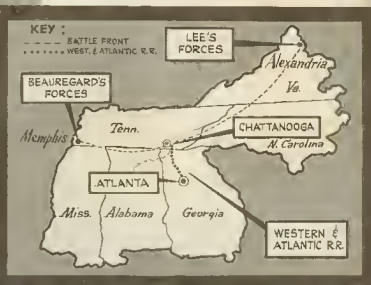 KEY :
BATTLE FRONT
WEST. & ATLANTIC R.R.
LEE'S
FORCES
Alexandria
Va.
BEAUREGARD'S
FORCES
Memphis
Tenn.
CHATTANOOGA
N. Carolina
ATLANTA
Miss.
Alabama
Georgia
WESTERN &
ATLANTIC R.R.